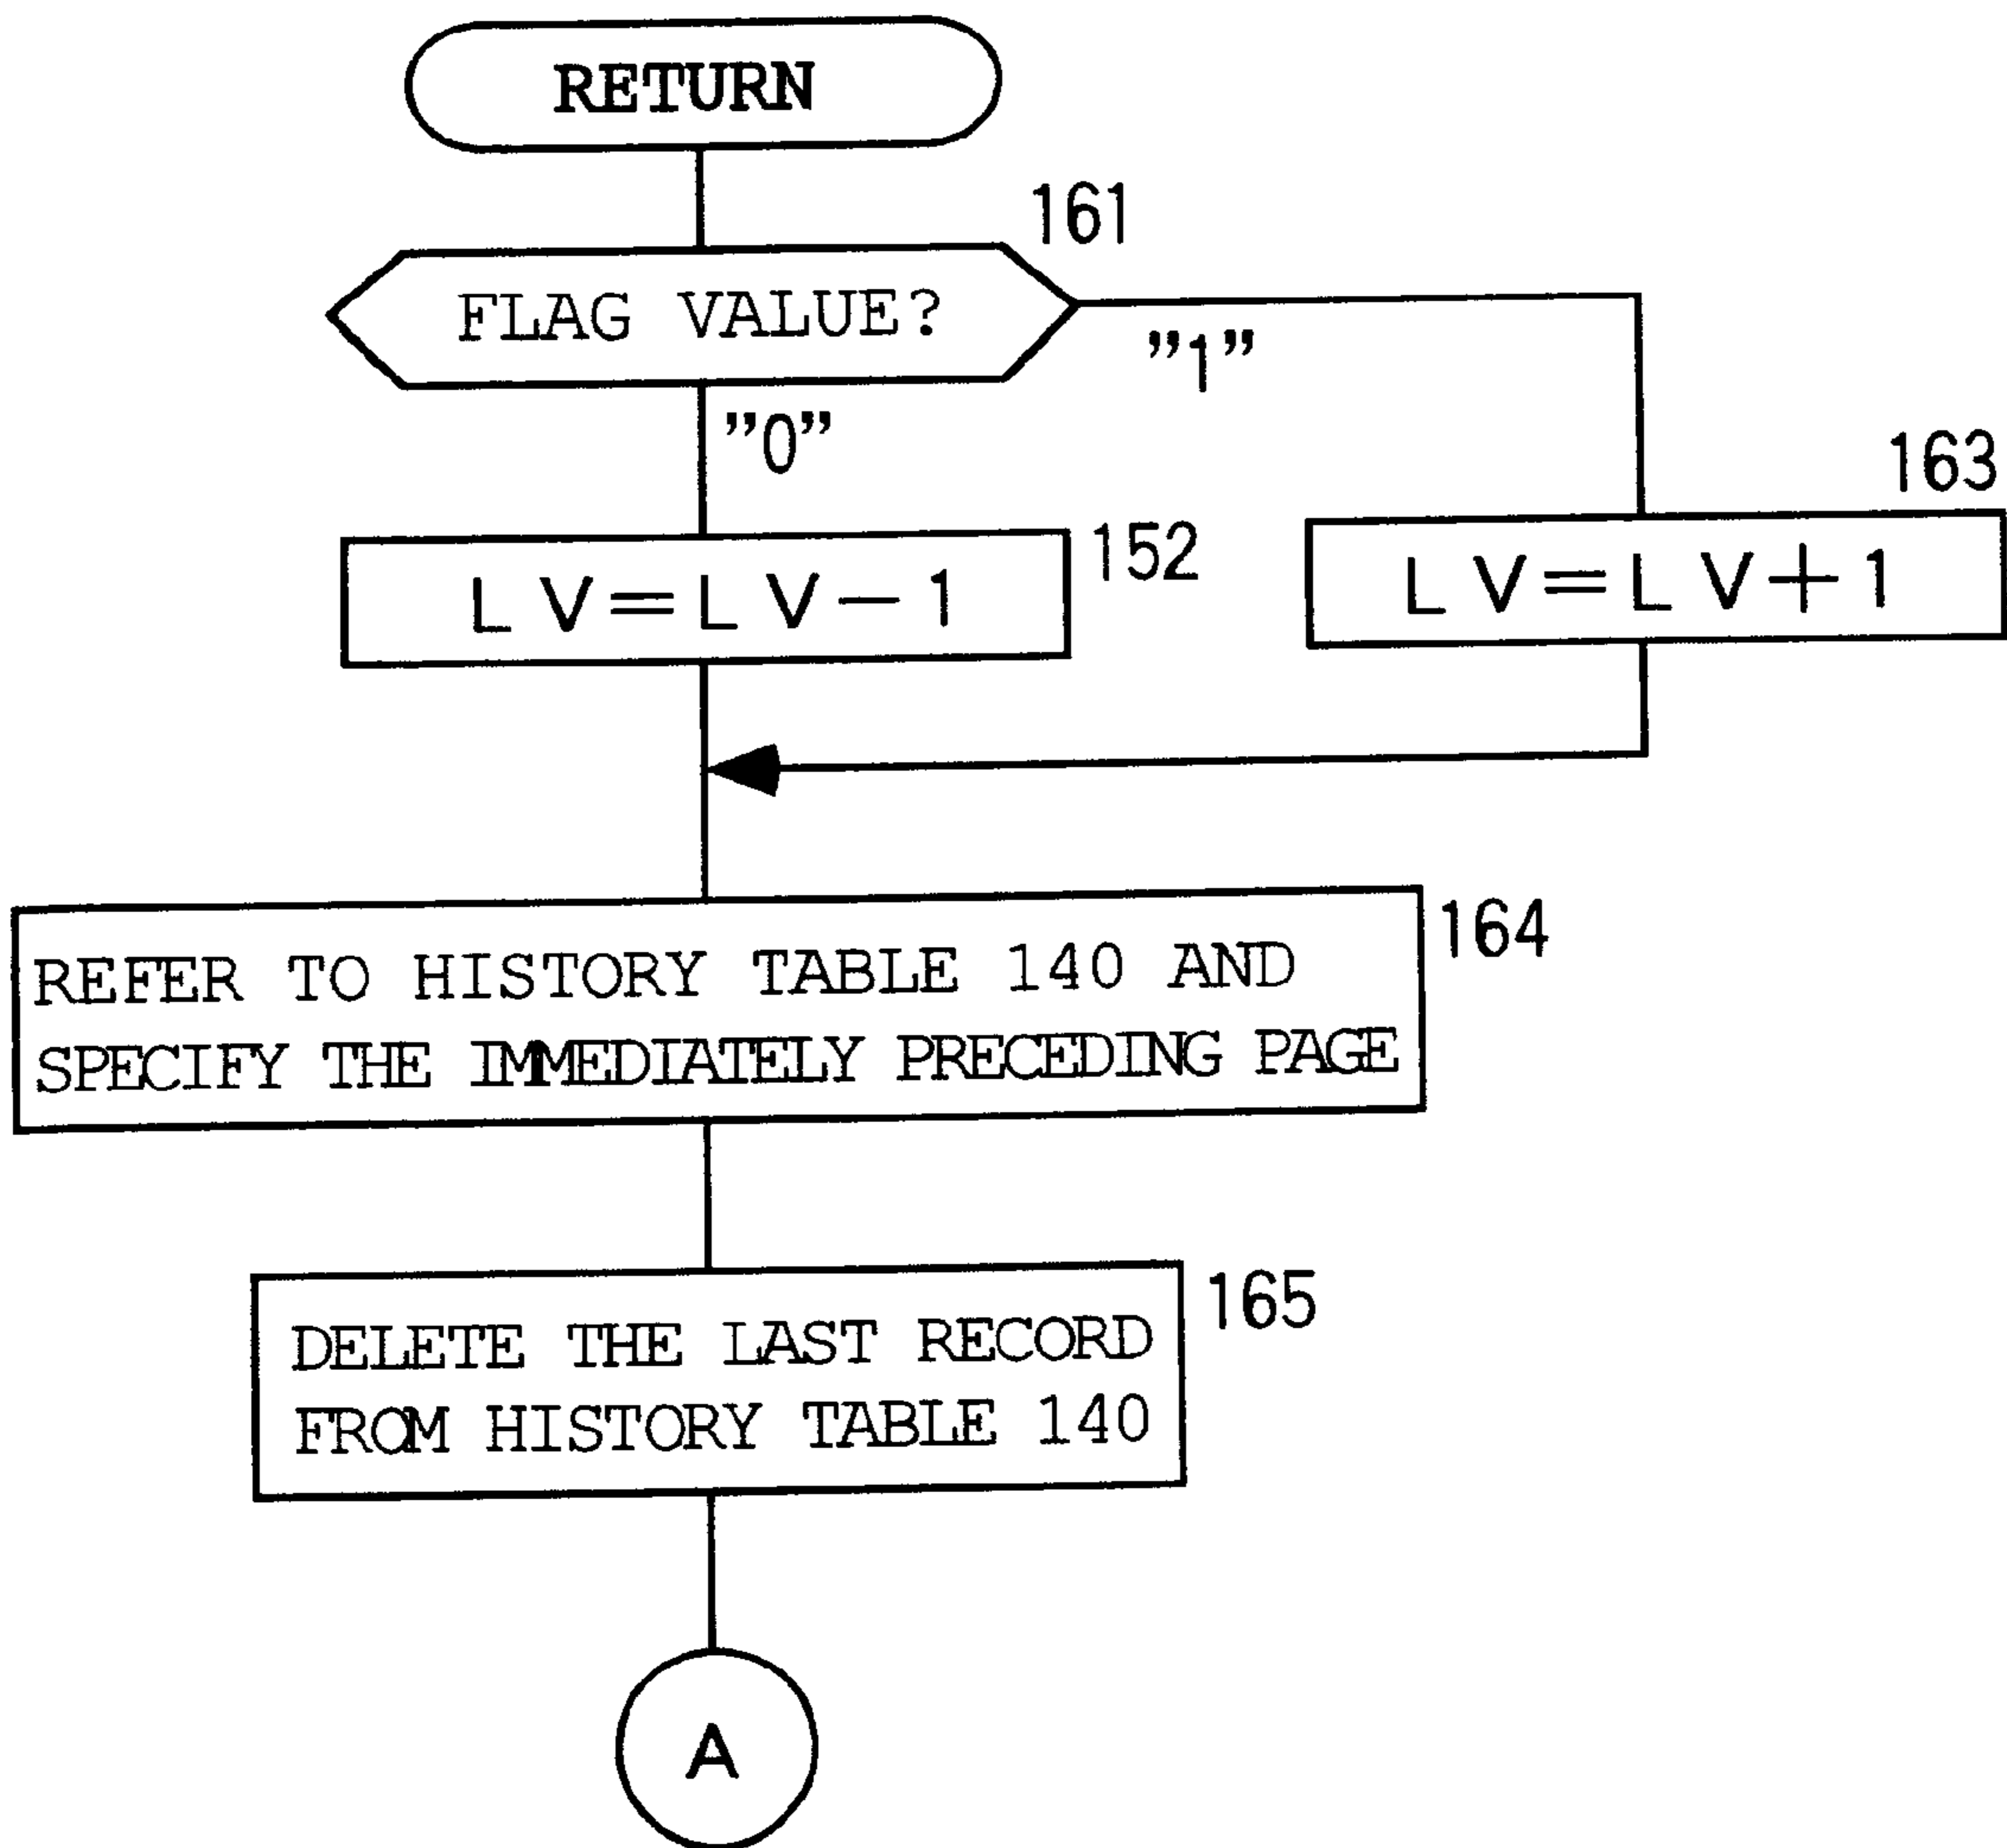 RETURN
161
FLAG VALUE?
"1"
"0"
163
152
LV=LV-1
LV=LV+1
164
REFER TO HISTORY TABLE 140 AND
SPECIFY THE IMMEDIATELY PRECEDING PAGE
165
DELETE THE LAST RECORD
FROM HISTORY TABLE 140
A